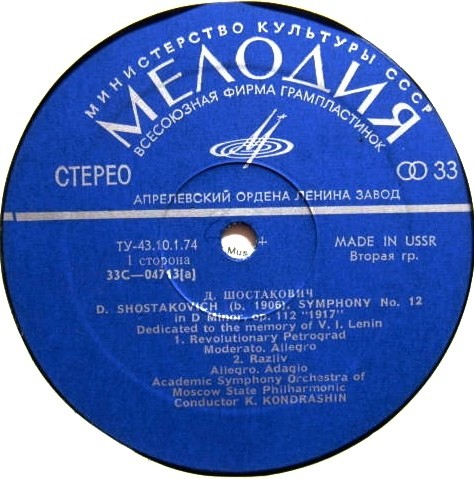 МИНИСТЕРСТВО КУЛЬТУРЫ СССР
МЕЛОДИЯ
ВСЕСОЮЗНАЯ ФИРМА ГРАМПЛАСТИНОК
СТЕРЕО
33
АПРЕЛЕВСКИЙ ОРДЕНА ЛЕНИНА ЗАВОД
ТУ-43.10.1.74
Mus
+
MADE IN USSR
1 сторона
Вторая гр.
33С—04713[а]
Д. ШОСТАКОВИЧ
D. SHOSTAKOVICH (b. 1906). SYMPHONY No. 12
in D Minor, op. 112 "1917"
Dedicated to the memory of V. I. Lenin
1. Revolutionary Petrograd
Moderato. Allegro
2. Razliv
Allegro. Adagio
Academic Symphony Orchestra of
Moscow State Philharmonic
Conductor K. KONDRASHIN